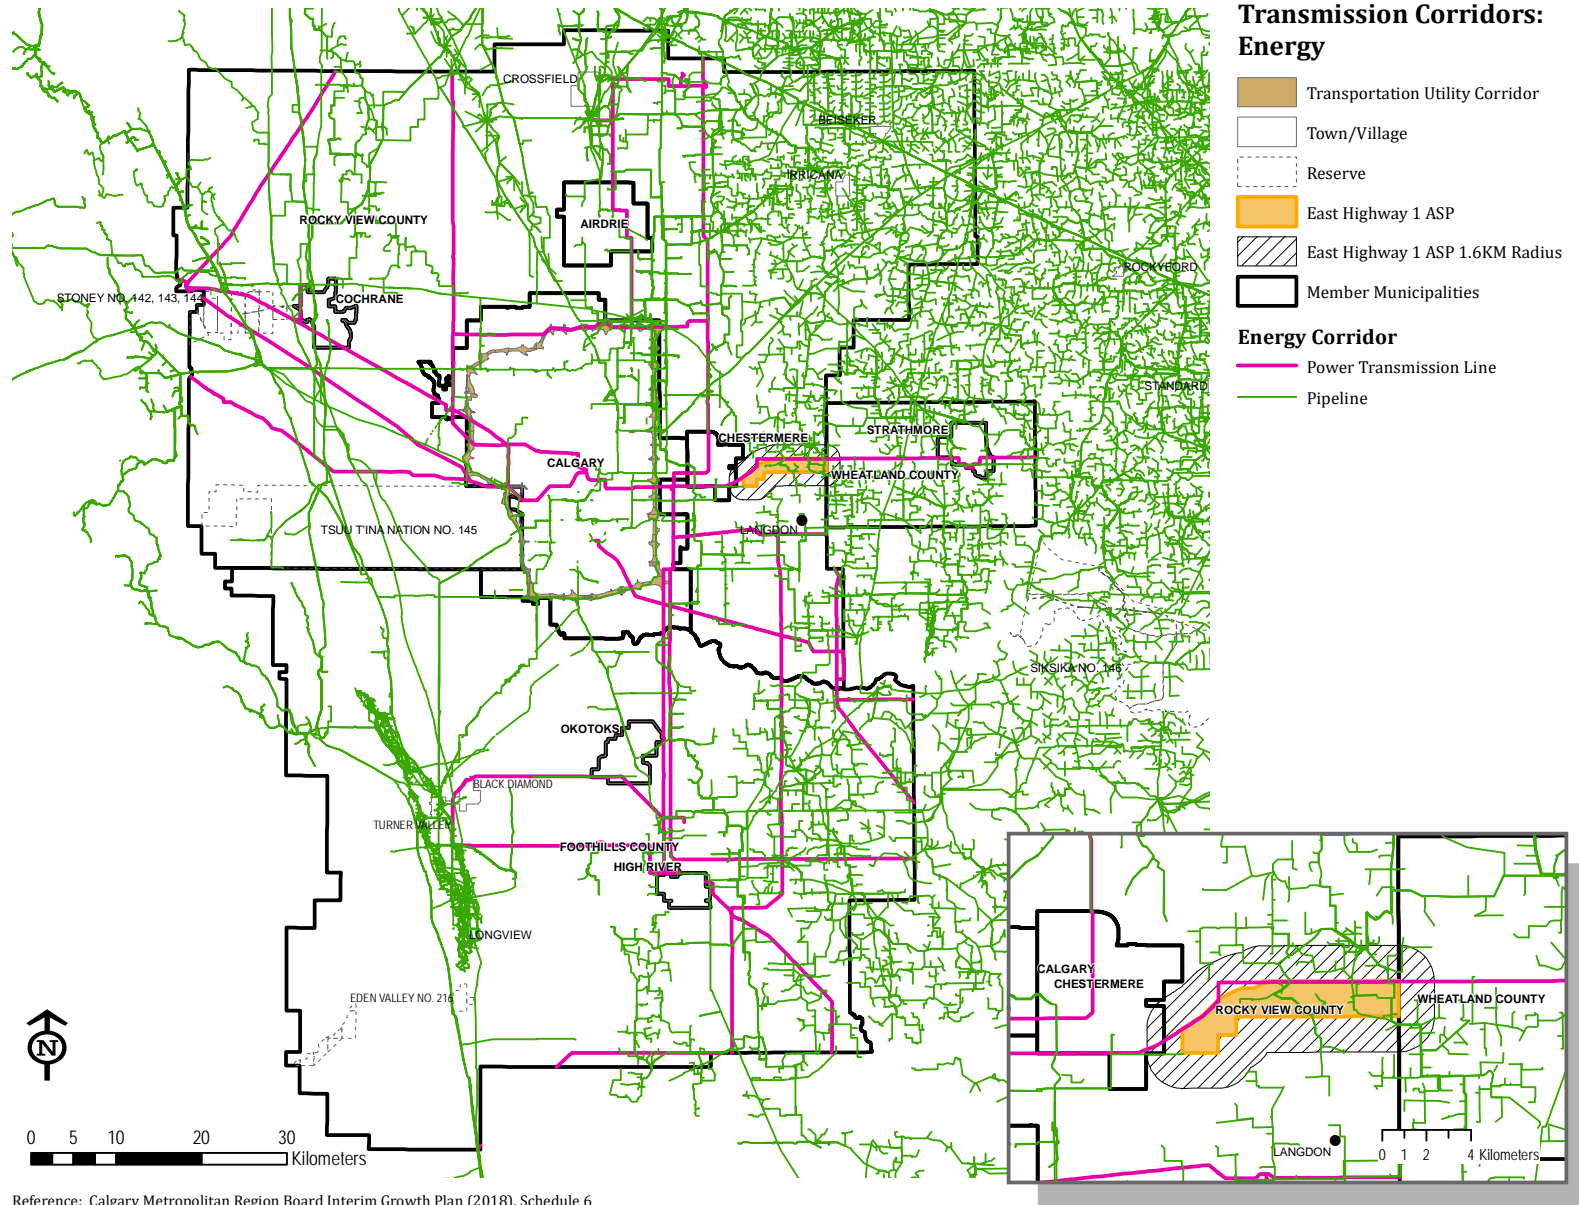 Transmission Corridors:
Energy
Transportation Utility Corridor
Town/Village
Reserve
East Highway 1 ASP
East Highway 1 ASP 1.6KM Radius
Member Municipalities
Energy Corridor
Power Transmission Line
Pipeline
CROSSFIELD
BEISEKER
IRRICANA
ROCKY VIEW COUNTY
AIRDRIE
ROCKYFORD
STONEY NO. 142, 143, 144
COCHRANE
STANDARD
STRATHMORE
CHESTERMERE
CALGARY
WHEATLAND COUNTY
TSUU T'INA NATION NO. 145
LANGDON
SIKSIKA NO. 146
OKOTOKS
BLACK DIAMOND
TURNER VALLEY
FOOTHILLS COUNTY
HIGH RIVER
LONGVIEW
EDEN VALLEY NO. 216
CALGARY
CHESTERMERE
WHEATLAND COUNTY
ROCKY VIEW COUNTY
LANGDON
0 1 2 4 Kilometers
N
0 5 10 20 30
Kilometers
Reference: Calgary Metropolitan Region Board Interim Growth Plan (2018), Schedule 6